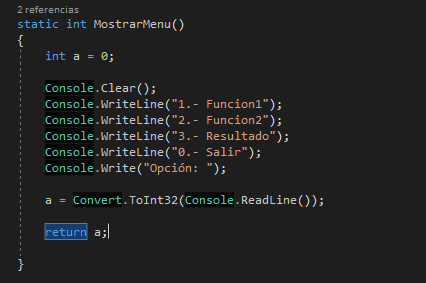 2 referencias
static int MostrarMenu()
{
int a = 0;
Console.Clear();
Console.WriteLine("1.- Funcion1");
Console.WriteLine("2.- Funcion2");
Console.WriteLine("3.- Resultado");
Console.WriteLine("0.- Salir");
Console.Write("Opción: ");
a = Convert.ToInt32(Console.ReadLine());
return a;
}